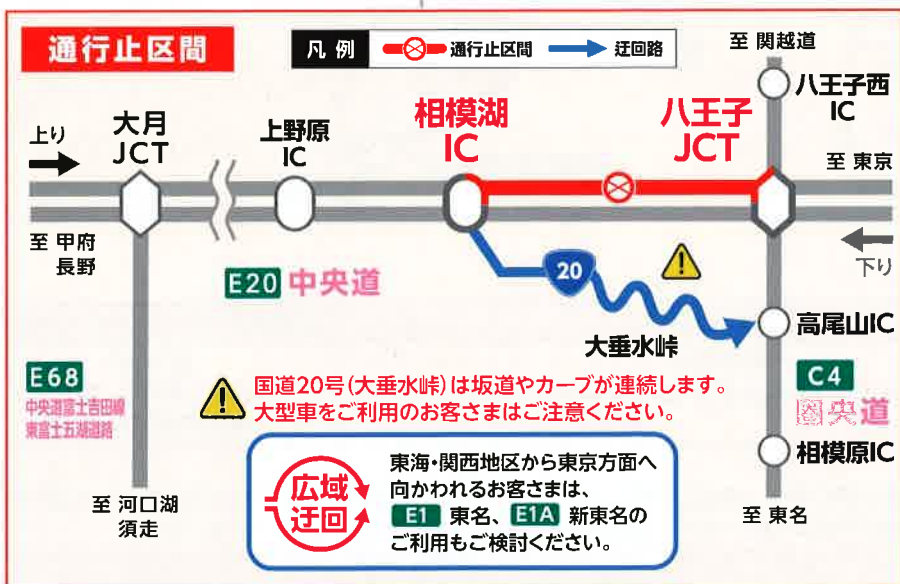 通行止区間
凡例
通行止区間
迂回路
至 関越道
八王子西
IC
上り
大月
JCT
上野原
IC
相模湖
IC
八王子
JCT
至 東京
至 甲府
長野
下り
E20 中央道
20
大垂水峠
高尾山IC
E68
中央道富士吉田線
東富士五湖道路
国道20号(大垂水峠)は坂道やカーブが連続します。
大型車をご利用のお客さまはご注意ください。
C4
圏央道
相模原IC
至 河口湖
須走
至 東名
広域
迂回
東海・関西地区から東京方面へ
向かわれるお客さまは、
E1 東名、E1A 新東名の
ご利用もご検討ください。